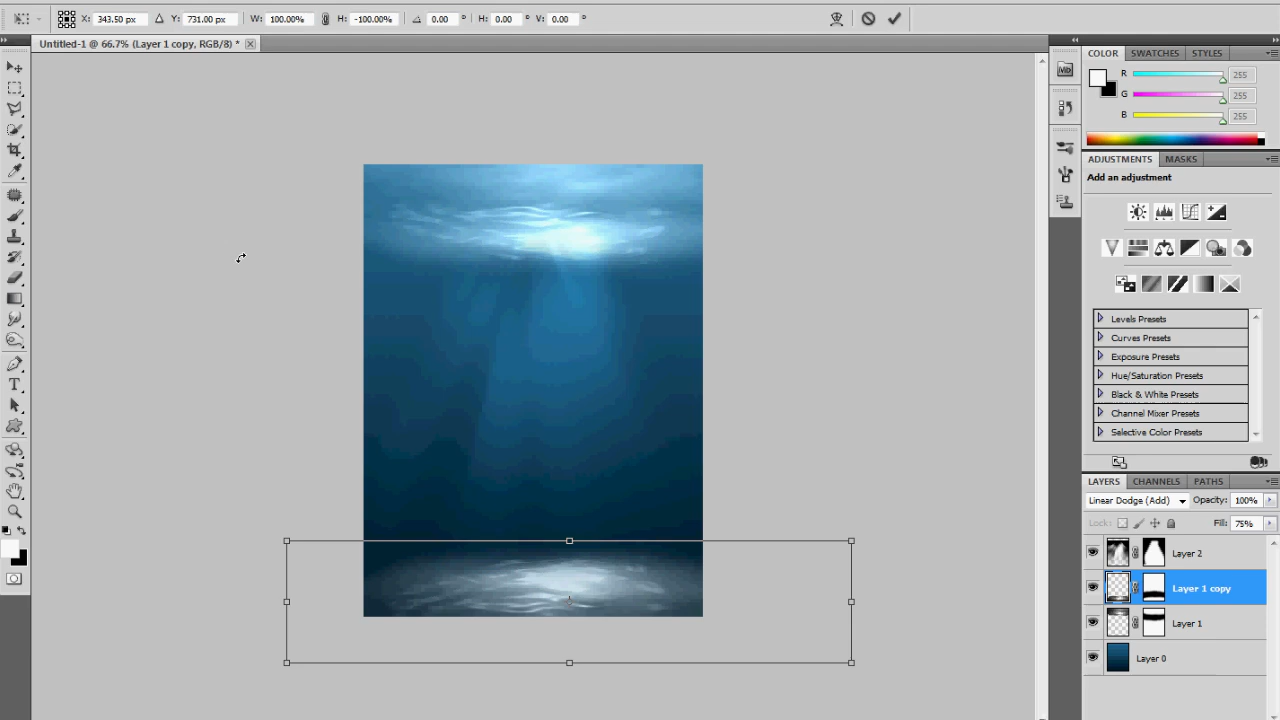 X: 343.50 px Y: 731.00 px W: 100.00% H: -100.00% 0.00 ° H: 0.00 ° V: 0.00 °
Untitled-1 @ 66.7% (Layer 1 copy, RGB/8) *
COLOR SWATCHES STYLES
R 255
G 255
B 255
ADJUSTMENTS MASKS
Add an adjustment
Levels Presets
Curves Presets
Exposure Presets
Hue/Saturation Presets
Black & White Presets
Channel Mixer Presets
Selective Color Presets
LAYERS CHANNELS PATHS
Linear Dodge (Add) Opacity: 100%
Lock: Fill: 75%
Layer 2
Layer 1 copy
Layer 1
Layer 0